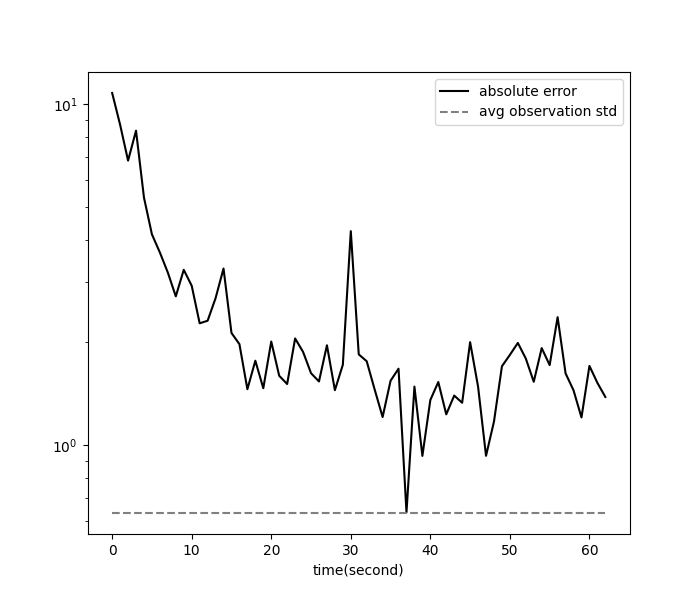 absolute error
avg observation std
10¹
10⁰
0 10 20 30 40 50 60
time(second)